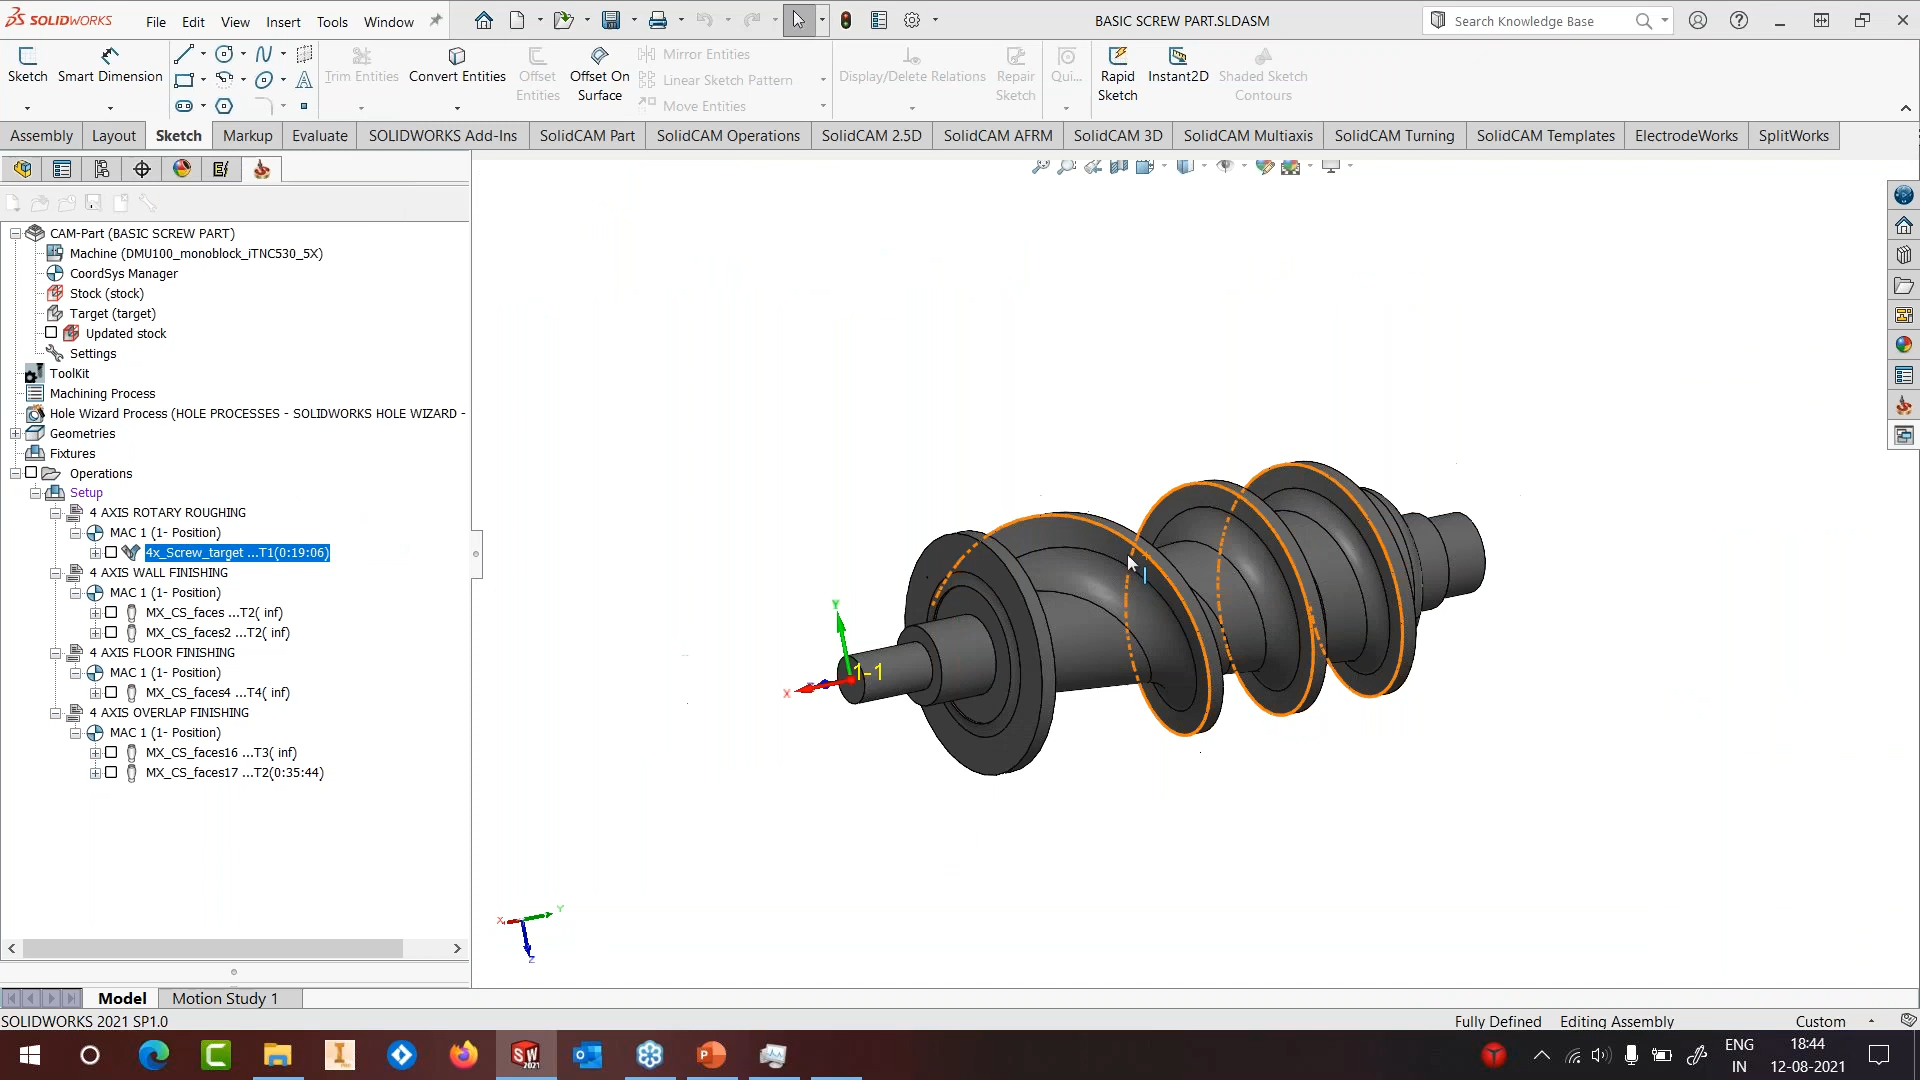 SOLIDWORKS File Edit View Insert Tools Window BASIC SCREW PART.SLDASM Search Knowledge Base
Sketch Smart Dimension Trim Entities Convert Entities Offset Entities Offset On Surface Mirror Entities Display/Delete Relations Repair Sketch Qui... Rapid Sketch Instant2D Shaded Sketch Contours
Linear Sketch Pattern
Move Entities
Assembly Layout Sketch Markup Evaluate SOLIDWORKS Add-Ins SolidCAM Part SolidCAM Operations SolidCAM 2.5D SolidCAM AFRM SolidCAM 3D SolidCAM Multiaxis SolidCAM Turning SolidCAM Templates ElectrodeWorks SplitWorks
CAM-Part (BASIC SCREW PART)
Machine (DMU100_monoblock_iTNC530_5X)
CoordSys Manager
Stock (stock)
Target (target)
Updated stock
Settings
ToolKit
Machining Process
Hole Wizard Process (HOLE PROCESSES - SOLIDWORKS HOLE WIZARD -
Geometries
Fixtures
Operations
Setup
4 AXIS ROTARY ROUGHING
MAC 1 (1- Position)
4x_Screw_target ...T1(0:19:06)
4 AXIS WALL FINISHING
MAC 1 (1- Position)
MX_CS_faces ...T2( inf)
MX_CS_faces2 ...T2( inf)
4 AXIS FLOOR FINISHING
MAC 1 (1- Position)
MX_CS_faces4 ...T4( inf)
4 AXIS OVERLAP FINISHING
MAC 1 (1- Position)
MX_CS_faces16 ...T3( inf)
MX_CS_faces17 ...T2(0:35:44)
Y
1-1
X
X Y
Z
Model Motion Study 1
SOLIDWORKS 2021 SP1.0 Fully Defined Editing Assembly Custom
ENG 18:44
IN 12-08-2021